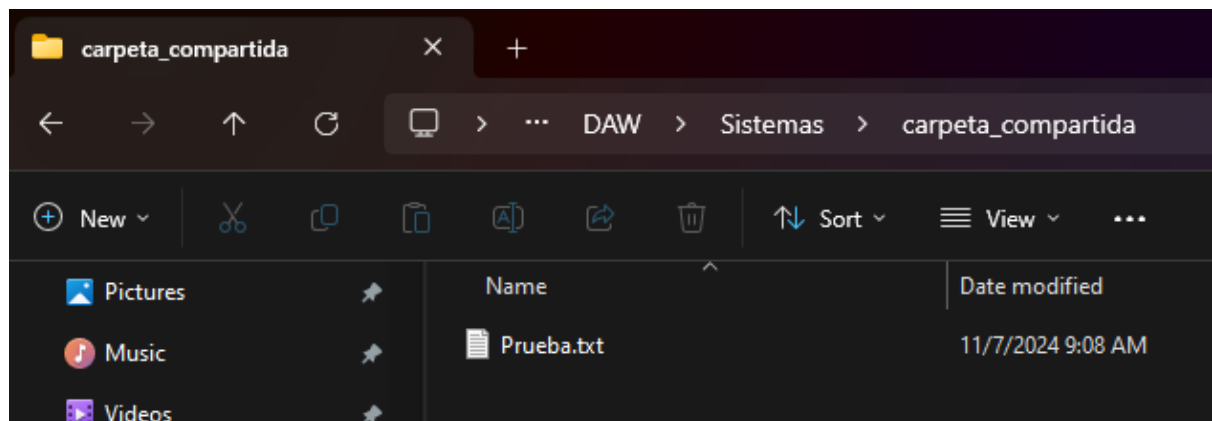 carpeta_compartida
DAW > Sistemas > carpeta_compartida
New Sort View
Name Date modified
Pictures
Prueba.txt 11/7/2024 9:08 AM
Music
Videos